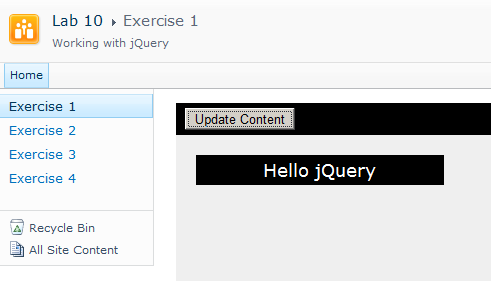 Lab 10 ▸ Exercise 1
Working with jQuery
Home
Exercise 1
Exercise 2
Exercise 3
Exercise 4
Recycle Bin
All Site Content
Update Content
Hello jQuery